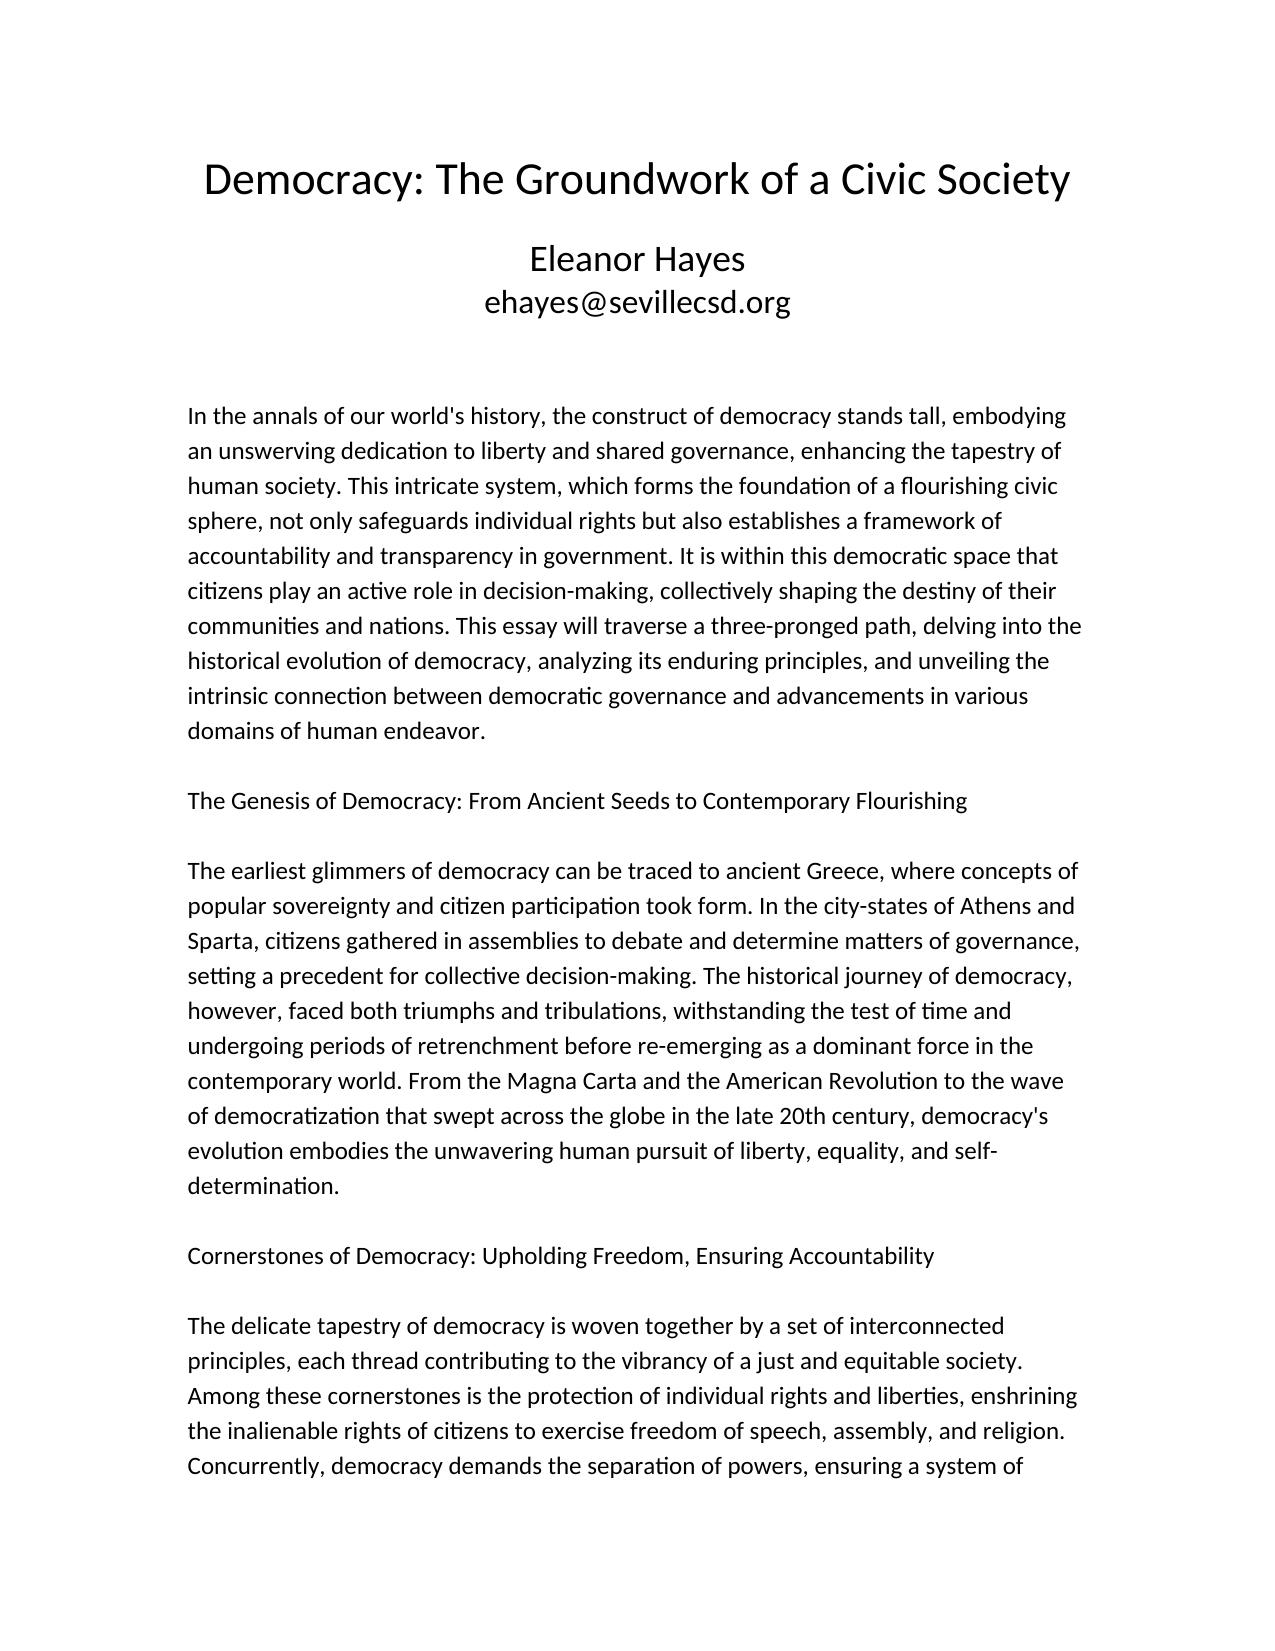 Democracy: The Groundwork of a Civic Society
Eleanor Hayes
ehayes@sevillecsd.org
In the annals of our world's history, the construct of democracy stands tall, embodying
an unswerving dedication to liberty and shared governance, enhancing the tapestry of
human society. This intricate system, which forms the foundation of a flourishing civic
sphere, not only safeguards individual rights but also establishes a framework of
accountability and transparency in government. It is within this democratic space that
citizens play an active role in decision-making, collectively shaping the destiny of their
communities and nations. This essay will traverse a three-pronged path, delving into the
historical evolution of democracy, analyzing its enduring principles, and unveiling the
intrinsic connection between democratic governance and advancements in various
domains of human endeavor.
The Genesis of Democracy: From Ancient Seeds to Contemporary Flourishing
The earliest glimmers of democracy can be traced to ancient Greece, where concepts of
popular sovereignty and citizen participation took form. In the city-states of Athens and
Sparta, citizens gathered in assemblies to debate and determine matters of governance,
setting a precedent for collective decision-making. The historical journey of democracy,
however, faced both triumphs and tribulations, withstanding the test of time and
undergoing periods of retrenchment before re-emerging as a dominant force in the
contemporary world. From the Magna Carta and the American Revolution to the wave
of democratization that swept across the globe in the late 20th century, democracy's
evolution embodies the unwavering human pursuit of liberty, equality, and self-
determination.
Cornerstones of Democracy: Upholding Freedom, Ensuring Accountability
The delicate tapestry of democracy is woven together by a set of interconnected
principles, each thread contributing to the vibrancy of a just and equitable society.
Among these cornerstones is the protection of individual rights and liberties, enshrining
the inalienable rights of citizens to exercise freedom of speech, assembly, and religion.
Concurrently, democracy demands the separation of powers, ensuring a system of